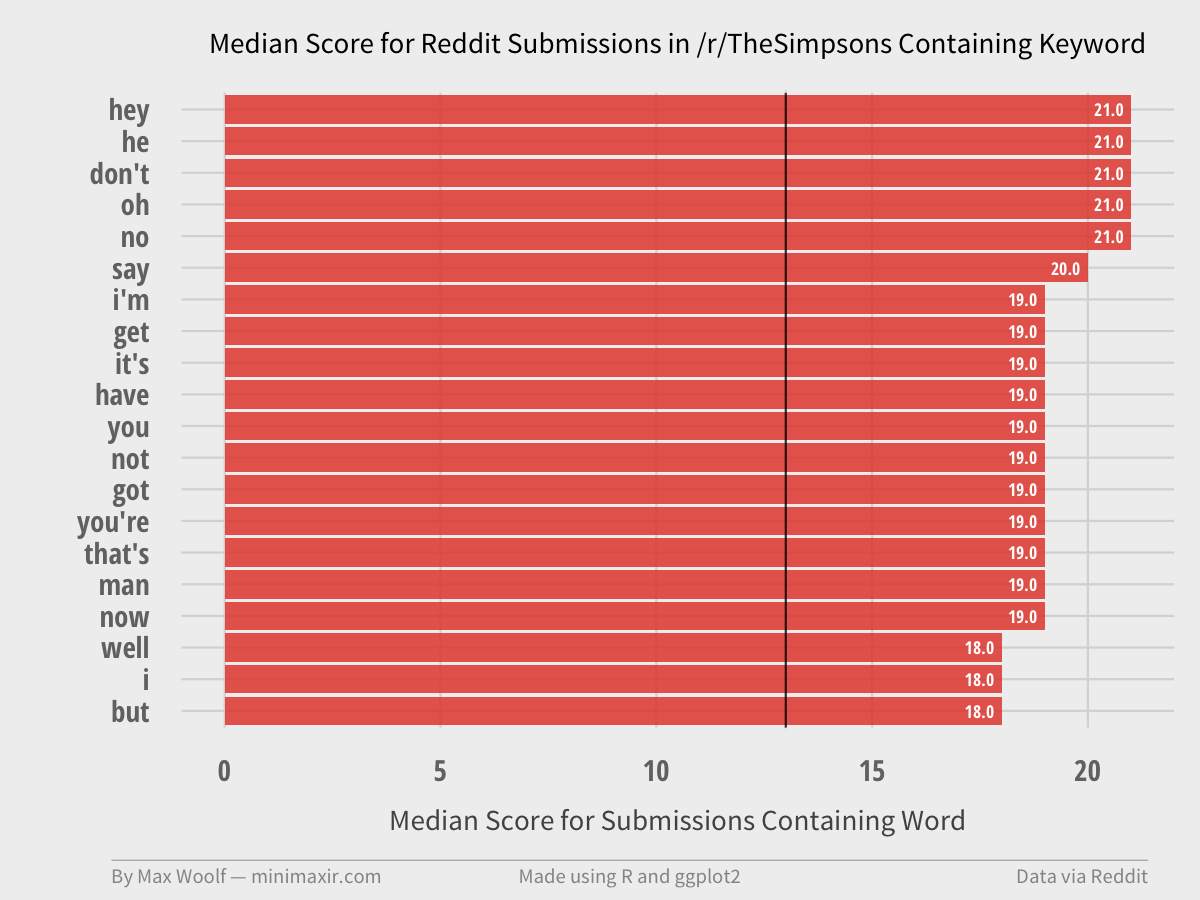 Median Score for Reddit Submissions in /r/TheSimpsons Containing Keyword
hey 21.0
he 21.0
don't 21.0
oh 21.0
no 21.0
say 20.0
i'm 19.0
get 19.0
it's 19.0
have 19.0
you 19.0
not 19.0
got 19.0
you're 19.0
that's 19.0
man 19.0
now 19.0
well 18.0
i 18.0
but 18.0
0 5 10 15 20
Median Score for Submissions Containing Word
By Max Woolf — minimaxir.com Made using R and ggplot2 Data via Reddit